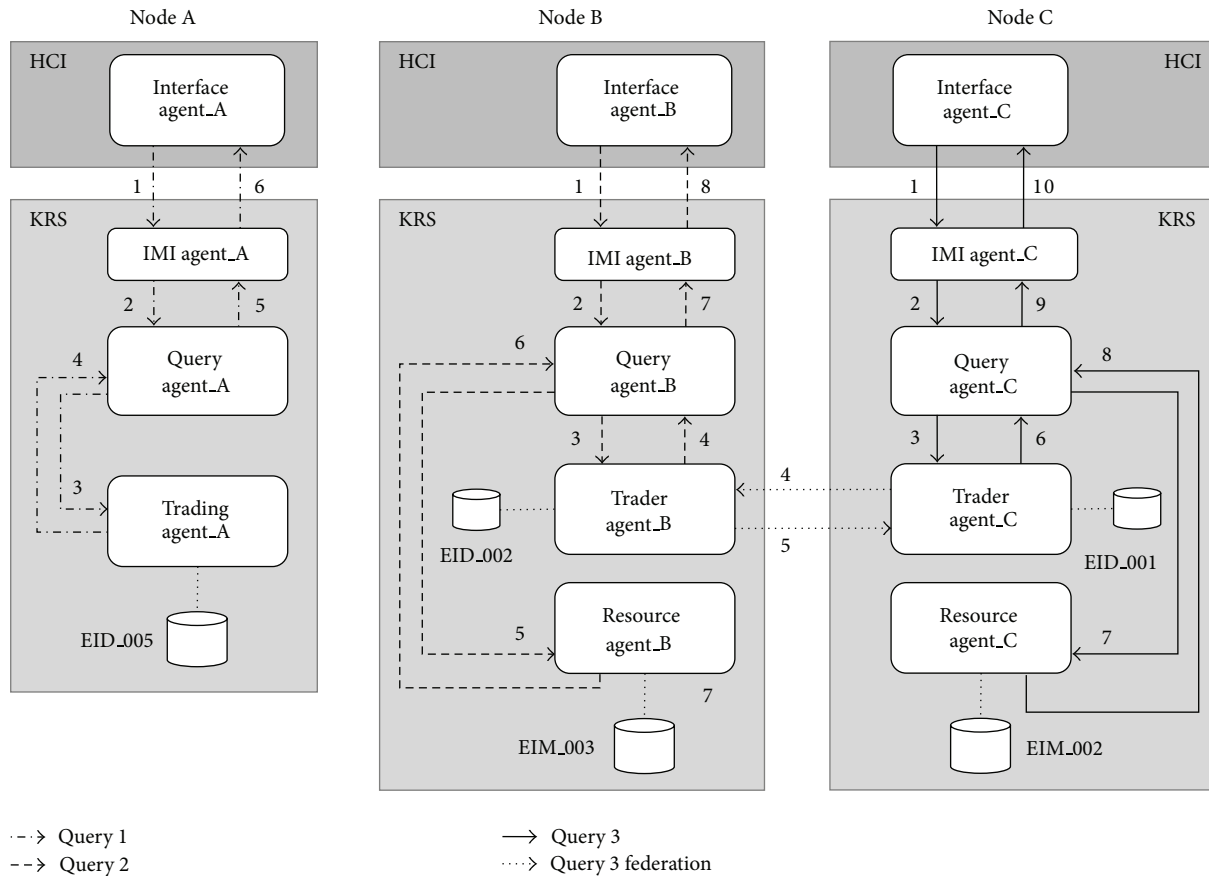 Node A
Node B
Node C
HCI
Interface
agent_A
HCI
Interface
agent_B
HCI
Interface
agent_C
1
6
1
8
1
10
KRS
IMI agent_A
KRS
IMI agent_B
KRS
IMI agent_C
2
5
2
7
2
9
4
Query
agent_A
6
Query
agent_B
Query
agent_C
8
3
4
3
6
3
Trading
agent_A
EID_002
Trader
agent_B
4
5
Trader
agent_C
EID_001
EID_005
5
Resource
agent_B
7
Resource
agent_C
7
EIM_003
EIM_002
Query 1
Query 2
Query 3
Query 3 federation